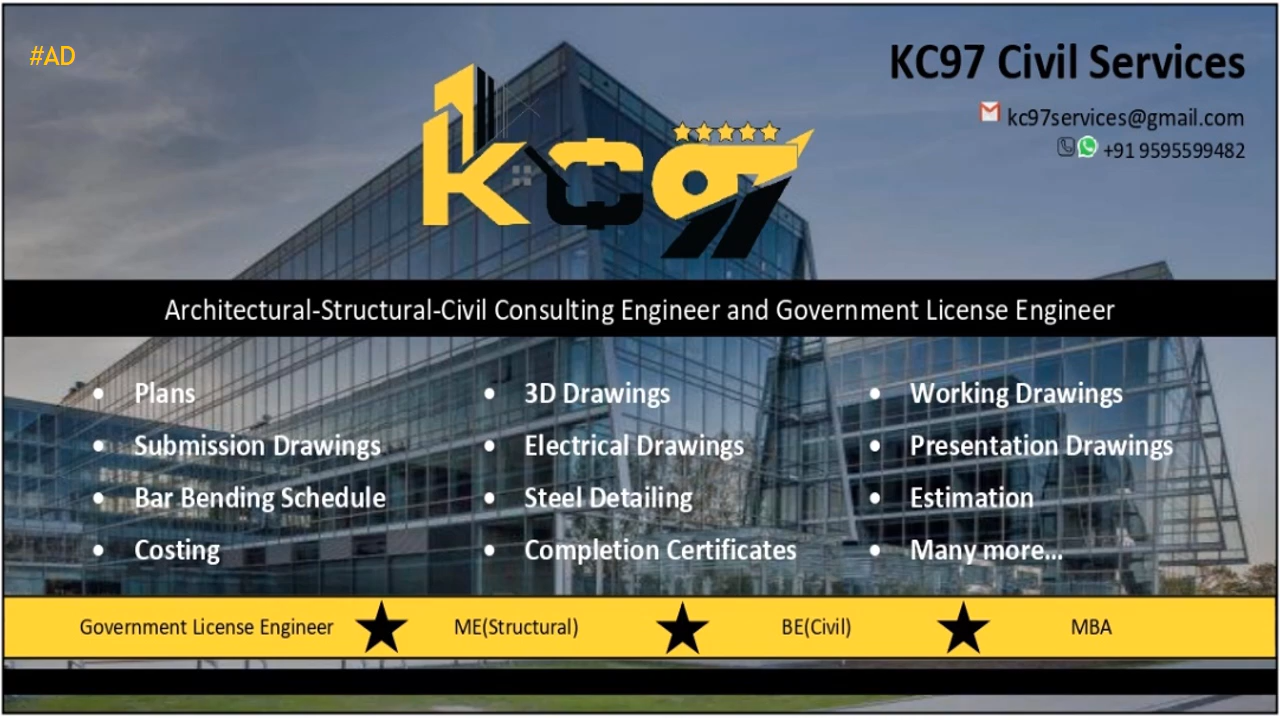 #AD
KC97 Civil Services
kc97services@gmail.com
+91 9595599482
kc97
Architectural-Structural-Civil Consulting Engineer and Government License Engineer
• Plans
• 3D Drawings
• Working Drawings
• Submission Drawings
• Electrical Drawings
• Presentation Drawings
• Bar Bending Schedule
• Steel Detailing
• Estimation
• Costing
• Completion Certificates
• Many more...
Government License Engineer ★ ME(Structural) ★ BE(Civil) ★ MBA